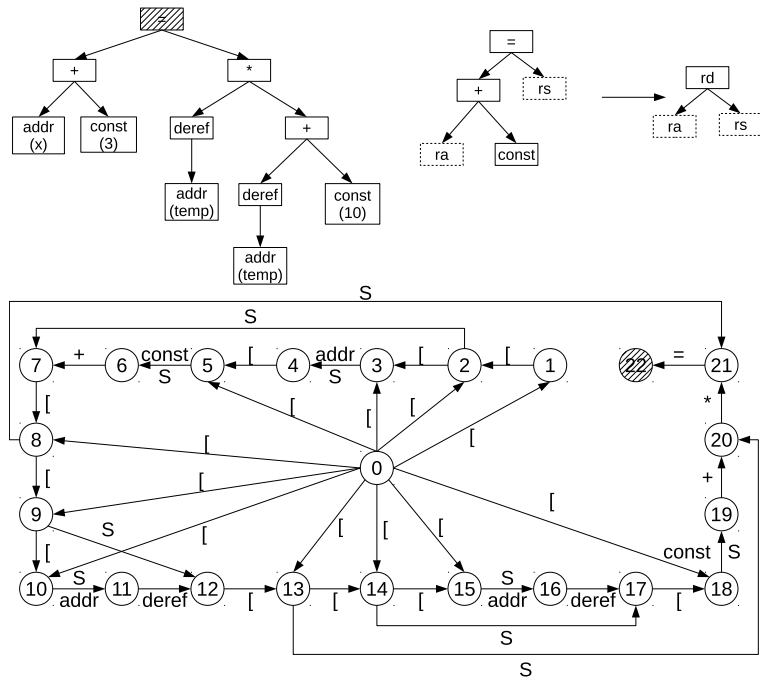 =
+
*
addr
(x)
const
(3)
deref
+
addr
(temp)
deref
const
(10)
addr
(temp)
=
+
rs
ra
const
rd
ra
rs
S
S
7
+
6
const
S
5
[
4
addr
S
3
[
2
[
1
22
=
21
[
[
[
[
[
*
8
[
20
[
0
[
[
+
9
S
[
[
[
[
[
[
19
const
S
10
S
addr
11
deref
12
[
13
[
14
[
15
S
addr
16
deref
17
[
18
S
S